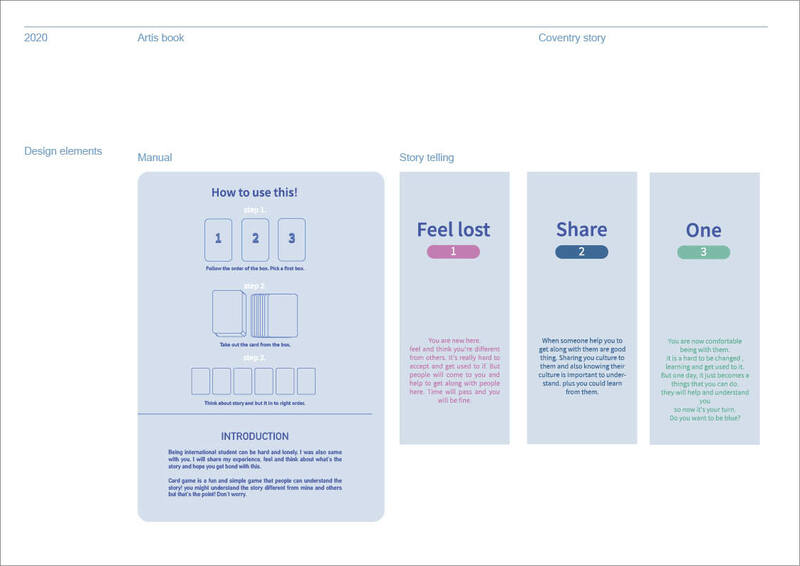 2020
Artis book
Coventry story
Design elements
Manual
Story telling
How to use this!
step 1.
1 2 3
Follow the order of the box. Pick a first box.
step 2.
Take out the card from the box.
step 3.
Think about story and but it in to right order.
INTRODUCTION
Being international student can be hard and lonely. I was also same
with you. I will share my experience. feel and think about what's the
story and hope you get bond with this.
Card game is a fun and simple game that people can understand the
story! you might understand the story different from mine and others
but that's the point! Don't worry.
Feel lost
1
You are new here.
feel and think you're different
from others. It's really hard to
accept and get used to if. But
people will come to you and
help to get along with people
here. Time will pass and you
will be fine.
Share
2
When someone help you to
get along with them are good
thing. Sharing you culture to
them and also knowing their
culture is important to under-
stand. plus you could learn
from them.
One
3
You are now comfortable
being with them.
it is a hard to be changed ,
learning and get used to it.
But one day, it just becomes a
things that you can do.
they will help and understand
you
so now it's your turn.
Do you want to be blue?